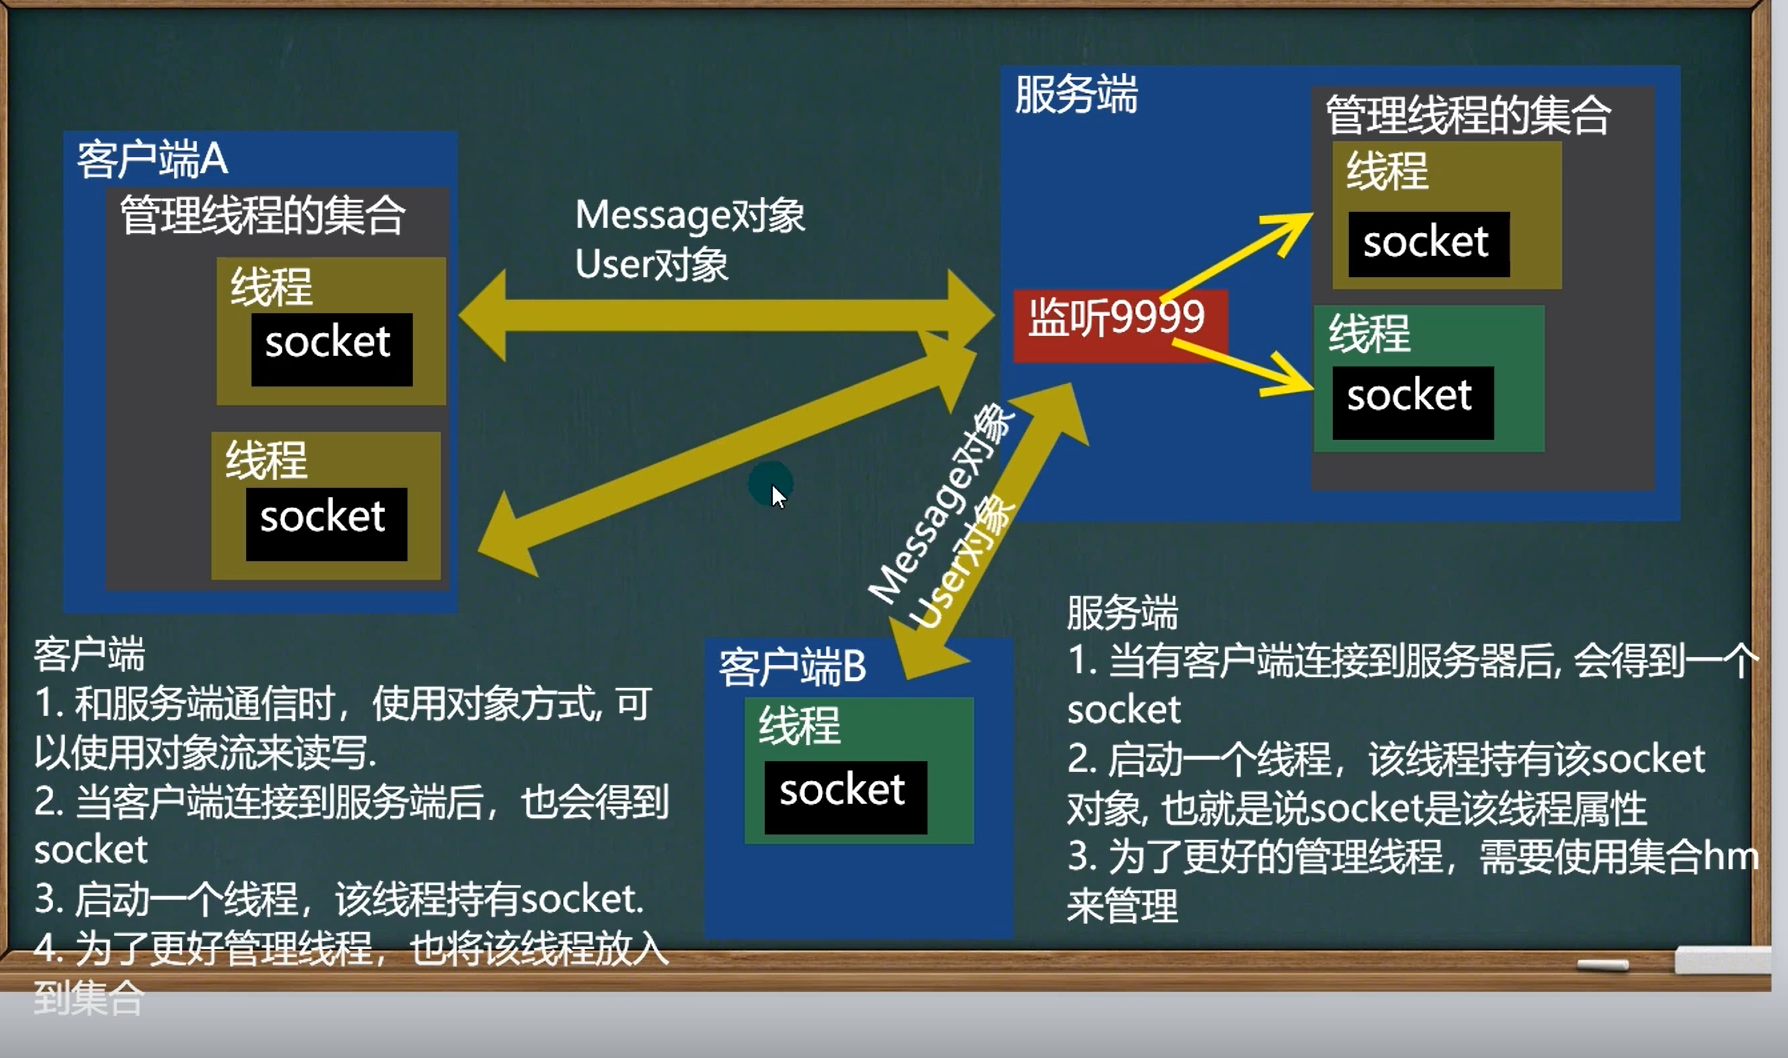 客户端A
管理线程的集合
线程
socket
线程
socket
Message对象
User对象
服务端
监听9999
管理线程的集合
线程
socket
线程
socket
Message对象
User对象
客户端B
线程
socket
客户端
1. 和服务端通信时，使用对象方式, 可
以使用对象流来读写.
2. 当客户端连接到服务端后，也会得到
socket
3. 启动一个线程，该线程持有socket.
4. 为了更好管理线程，也将该线程放入
到集合
服务端
1. 当有客户端连接到服务器后, 会得到一个
socket
2. 启动一个线程，该线程持有该socket
对象, 也就是说socket是该线程属性
3. 为了更好的管理线程，需要使用集合hm
来管理